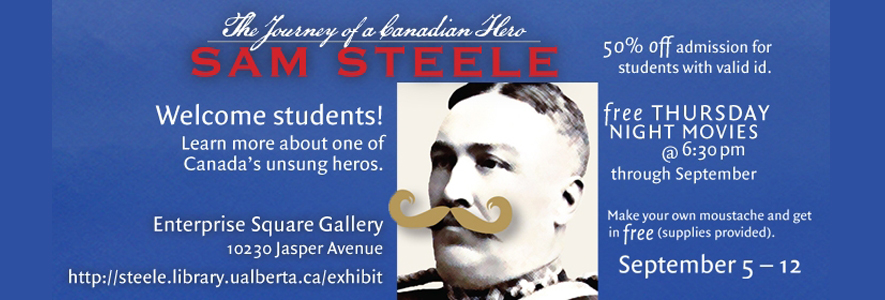 The Journey of a Canadian Hero
SAM STEELE
Welcome students!
Learn more about one of
Canada's unsung heros.
Enterprise Square Gallery
10230 Jasper Avenue
http://steele.library.ualberta.ca/exhibit
50% off admission for
students with valid id.
free THURSDAY
NIGHT MOVIES
@ 6:30 pm
through September
Make your own moustache and get
in free (supplies provided).
September 5 – 12